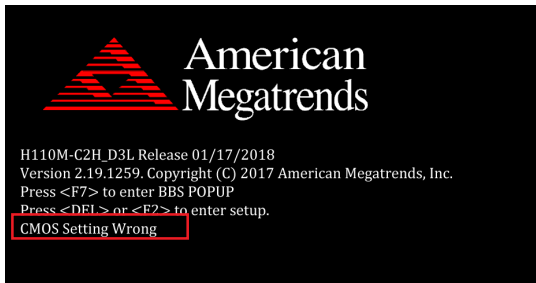 American
Megatrends
H110M-C2H_D3L Release 01/17/2018
Version 2.19.1259. Copyright (C) 2017 American Megatrends, Inc.
Press <F7> to enter BBS POPUP
Press <DEL> or <F2> to enter setup.
CMOS Setting Wrong